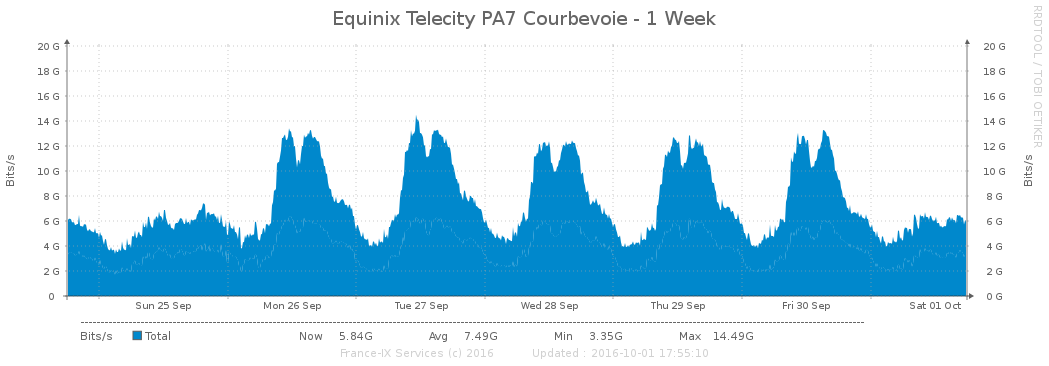 Equinix Telecity PA7 Courbevoie - 1 Week
RRDTOOL / TOBI OETIKER
20 G 20 G
18 G 18 G
16 G 16 G
14 G 14 G
12 G 12 G
10 G 10 G
8 G 8 G
6 G 6 G
4 G 4 G
2 G 2 G
0 0 G
Bits/s
Bits/s
Sun 25 Sep Mon 26 Sep Tue 27 Sep Wed 28 Sep Thu 29 Sep Fri 30 Sep Sat 01 Oct
Bits/s Total Now 5.84G Avg 7.49G Min 3.35G Max 14.49G
France-IX Services (c) 2016 Updated : 2016-10-01 17:55:10